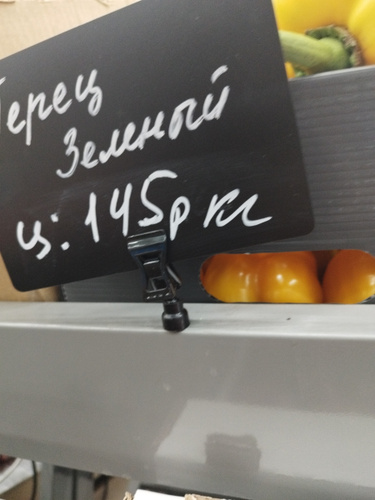 Перец
Зеленый
ц: 145р кг